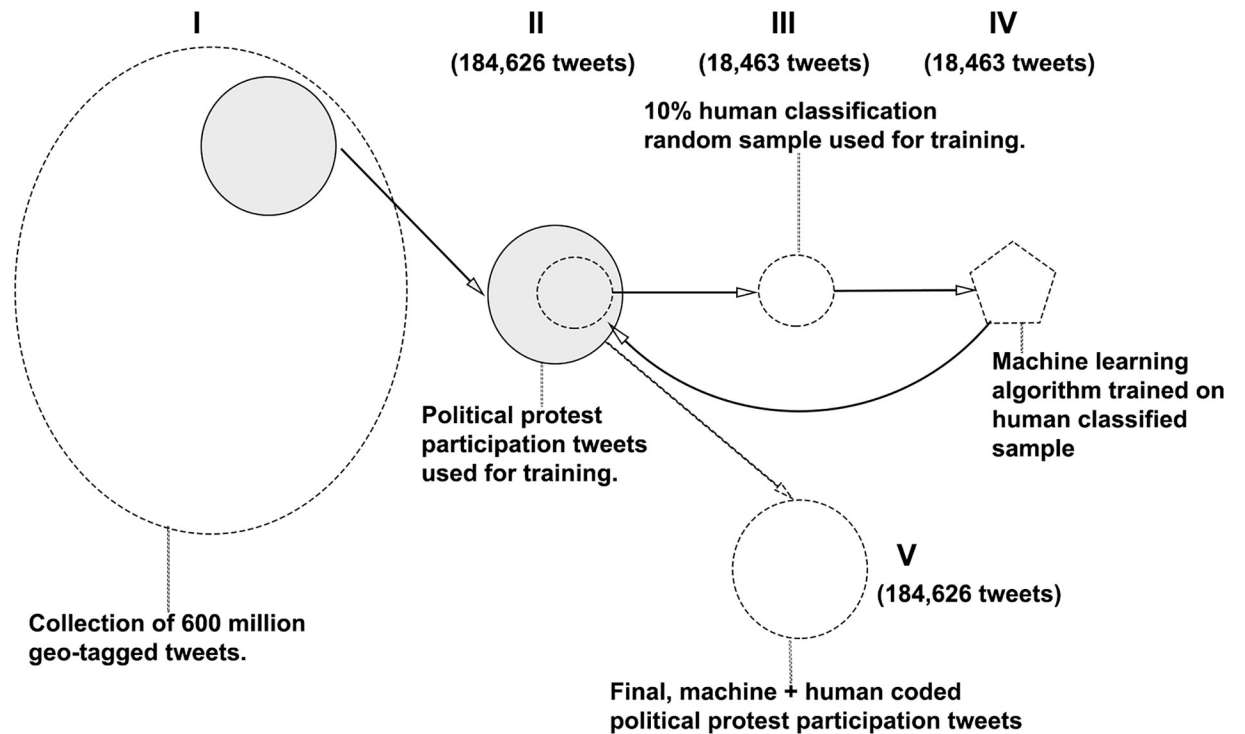 I
II
(184,626 tweets)
III
(18,463 tweets)
IV
(18,463 tweets)
10% human classification
random sample used for training.
Machine learning
algorithm trained on
human classified
sample
Political protest
participation tweets
used for training.
V
(184,626 tweets)
Collection of 600 million
geo-tagged tweets.
Final, machine + human coded
political protest participation tweets